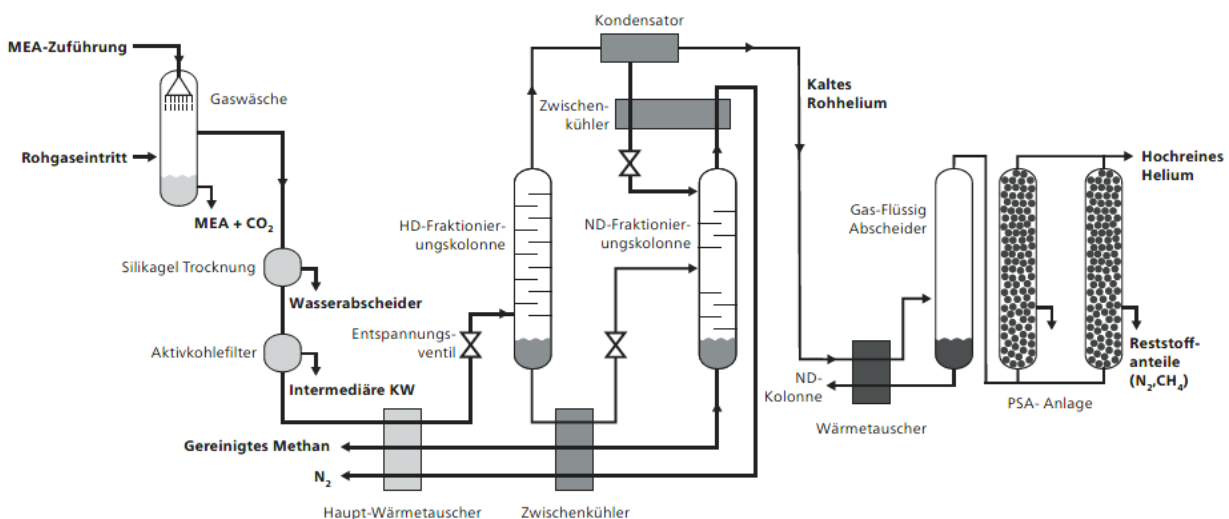 Kondensator
MEA-Zuführung
Gaswäsche
Kaltes
Rohhelium
Zwischen-
kühler
Rohgaseintritt
Hochreines
Helium
MEA + CO₂
HD-Fraktionier-
ungskolonne
ND-Fraktionier-
ungskolonne
Gas-Flüssig
Abscheider
Silikagel Trocknung
Wasserabscheider
Entspannungs-
ventil
Aktivkohlefilter
Intermediäre KW
Reststoff-
anteile
(N₂,CH₄)
ND-
Kolonne
PSA- Anlage
Wärmetauscher
Gereinigtes Methan
N₂
Haupt-Wärmetauscher
Zwischenkühler